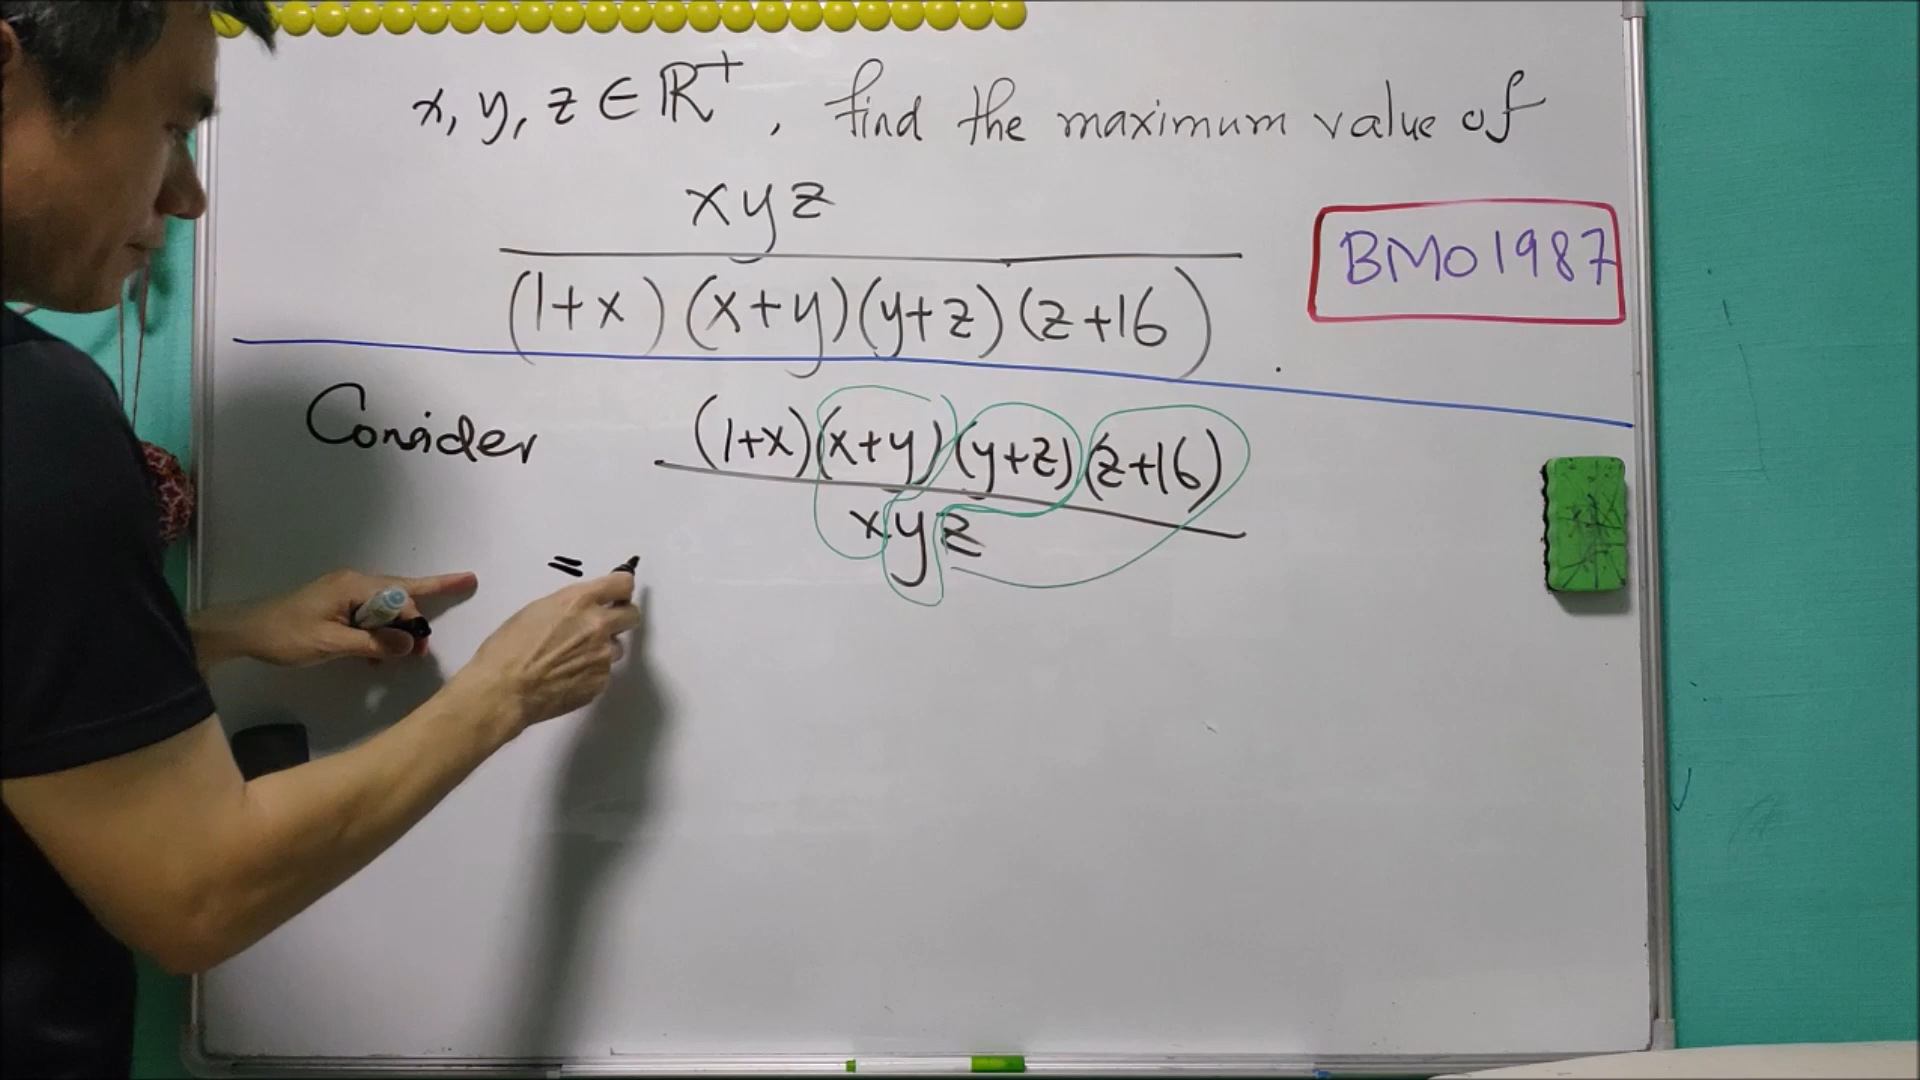 x, y, z ∈ ℝ⁺, find the maximum value of
xyz
(1+x)(x+y)(y+z)(z+16)
BMO1987
Consider
(1+x)(x+y)(y+z)(z+16)
xyz
=